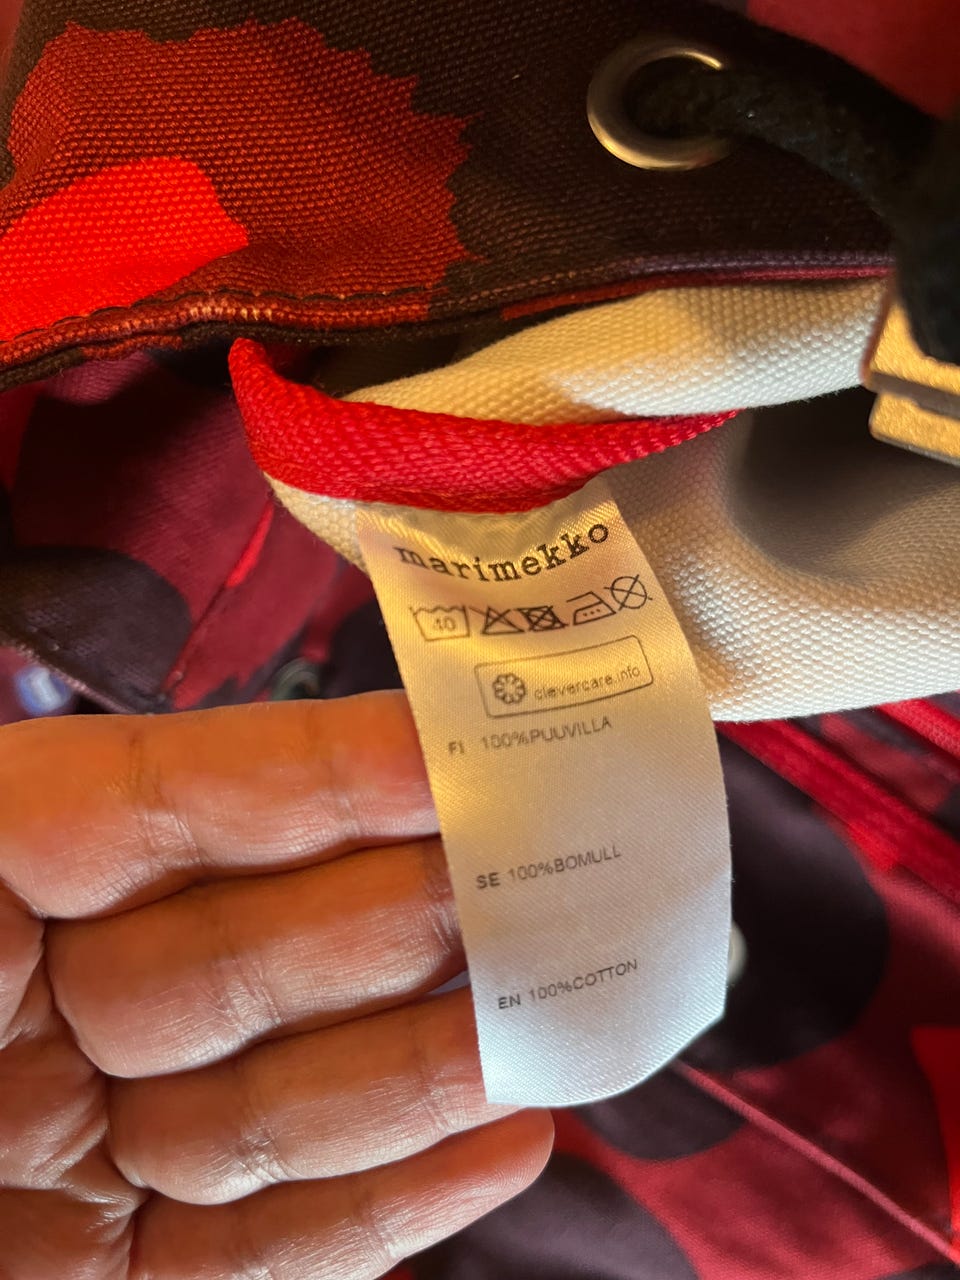 marimekko
40
clevercare.info
FI 100%PUUVILLA
SE 100%BOMULL
EN 100%COTTON